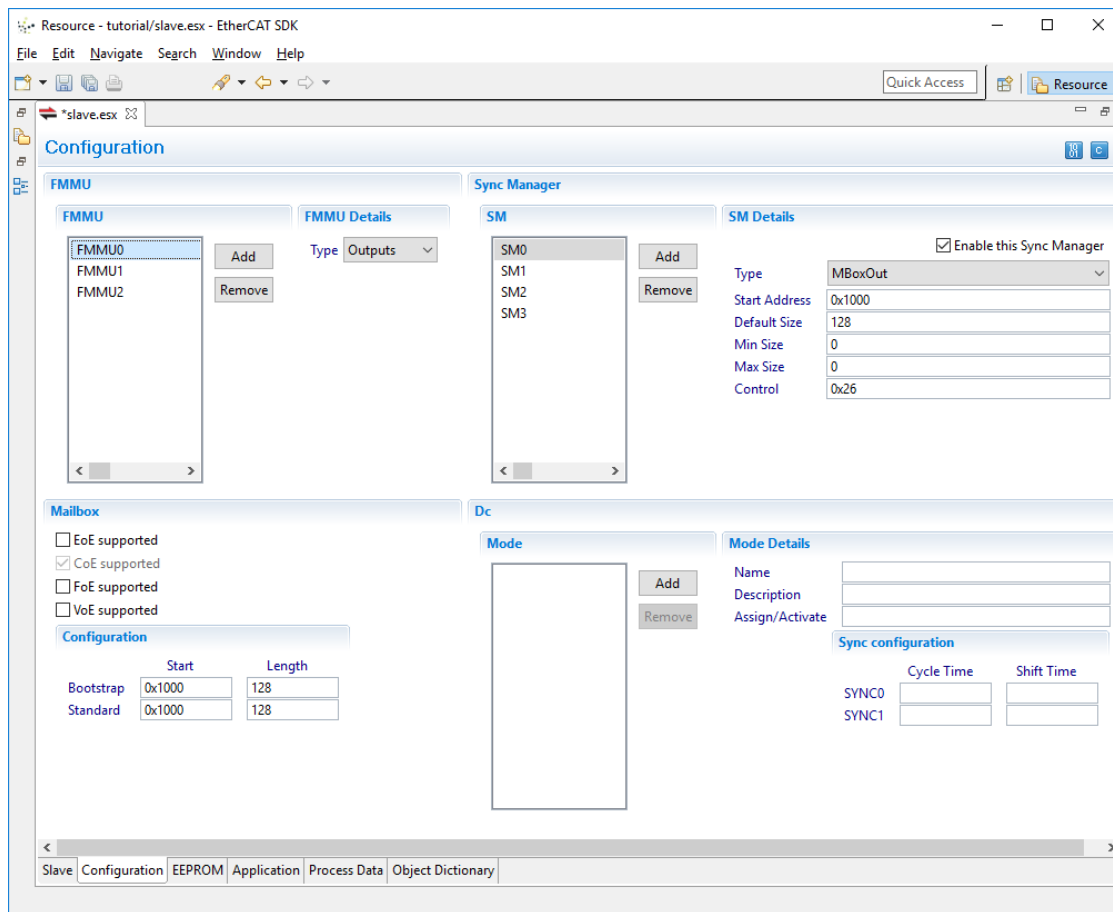 Resource - tutorial/slave.esx - EtherCAT SDK
File Edit Navigate Search Window Help
Quick Access
Resource
*slave.esx
Configuration
FMMU
Sync Manager
FMMU
FMMU Details
SM
SM Details
FMMU0
FMMU1
FMMU2
Add
Remove
Type Outputs
SM0
SM1
SM2
SM3
Add
Remove
Enable this Sync Manager
Type MBoxOut
Start Address 0x1000
Default Size 128
Min Size 0
Max Size 0
Control 0x26
Mailbox
EoE supported
CoE supported
FoE supported
VoE supported
Configuration
Start Length
Bootstrap 0x1000 128
Standard 0x1000 128
Dc
Mode
Add
Remove
Mode Details
Name
Description
Assign/Activate
Sync configuration
Cycle Time Shift Time
SYNC0
SYNC1
Slave Configuration EEPROM Application Process Data Object Dictionary